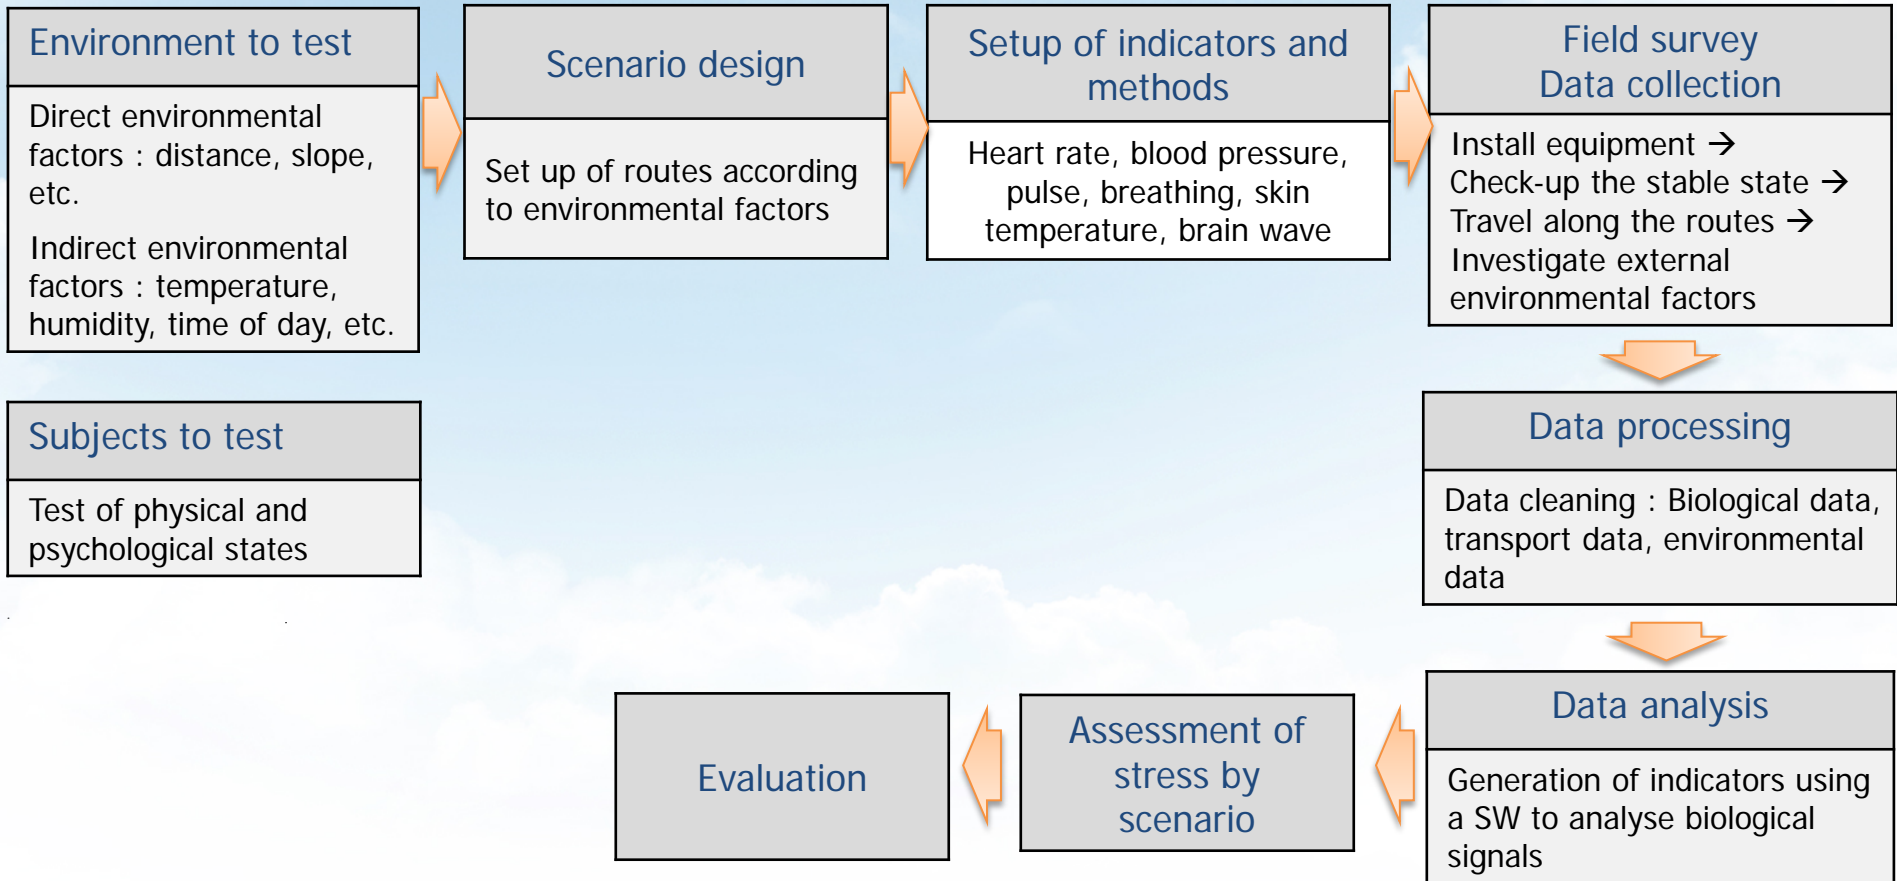 Environment to test
Direct environmental
factors : distance, slope,
etc.
Indirect environmental
factors : temperature,
humidity, time of day, etc.
Scenario design
Set up of routes according
to environmental factors
Setup of indicators and
methods
Heart rate, blood pressure,
pulse, breathing, skin
temperature, brain wave
Field survey
Data collection
Install equipment →
Check-up the stable state →
Travel along the routes →
Investigate external
environmental factors
Subjects to test
Test of physical and
psychological states
Data processing
Data cleaning : Biological data,
transport data, environmental
data
Data analysis
Generation of indicators using
a SW to analyse biological
signals
Assessment of
stress by
scenario
Evaluation